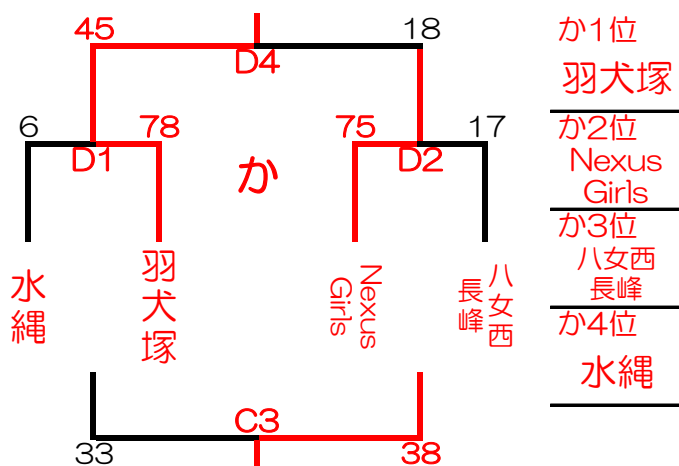 45
18
D4
6
78
75
17
D1
D2
か
水縄
羽犬塚
Nexus
Girls
八女西
長峰
C3
33
38
か1位
羽犬塚
か2位
Nexus
Girls
か3位
八女西
長峰
か4位
水縄